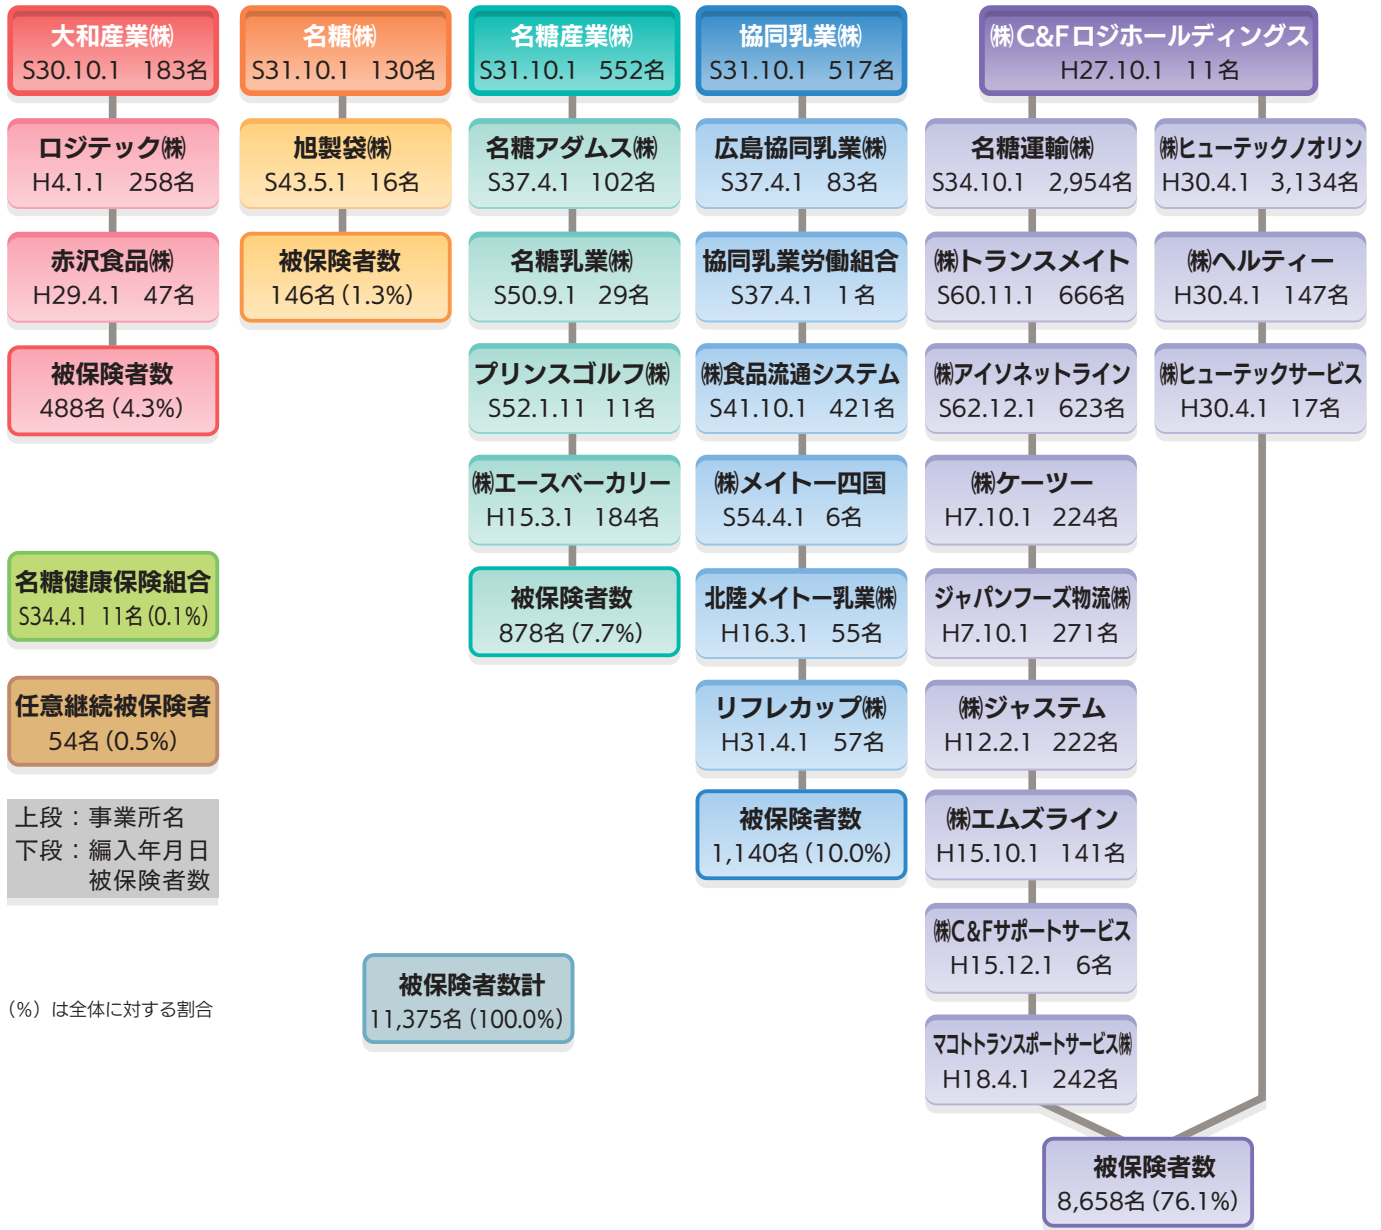 大和産業㈱
S30.10.1 183名
ロジテック㈱
H4.1.1 258名
赤沢食品㈱
H29.4.1 47名
被保険者数
488名(4.3%)
名糖㈱
S31.10.1 130名
旭製袋㈱
S43.5.1 16名
被保険者数
146名(1.3%)
名糖産業㈱
S31.10.1 552名
名糖アダムス㈱
S37.4.1 102名
名糖乳業㈱
S50.9.1 29名
プリンスゴルフ㈱
S52.1.11 11名
㈱エースベーカリー
H15.3.1 184名
被保険者数
878名(7.7%)
協同乳業㈱
S31.10.1 517名
広島協同乳業㈱
S37.4.1 83名
協同乳業労働組合
S37.4.1 1名
㈱食品流通システム
S41.10.1 421名
㈱メイトー四国
S54.4.1 6名
北陸メイトー乳業㈱
H16.3.1 55名
リフレカップ㈱
H31.4.1 57名
被保険者数
1,140名(10.0%)
㈱C&Fロジホールディングス
H27.10.1 11名
名糖運輸㈱
S34.10.1 2,954名
㈱トランスメイト
S60.11.1 666名
㈱アイソネットライン
S62.12.1 623名
㈱ケーツー
H7.10.1 224名
ジャパンフーズ物流㈱
H7.10.1 271名
㈱ジャステム
H12.2.1 222名
㈱エムズライン
H15.10.1 141名
㈱C&Fサポートサービス
H15.12.1 6名
マコトトランスポートサービス㈱
H18.4.1 242名
㈱ヒューテックノオリン
H30.4.1 3,134名
㈱ヘルティー
H30.4.1 147名
㈱ヒューテックサービス
H30.4.1 17名
被保険者数
8,658名(76.1%)
名糖健康保険組合
S34.4.1 11名(0.1%)
任意継続被保険者
54名(0.5%)
上段：事業所名
下段：編入年月日
被保険者数
(%)は全体に対する割合
被保険者数計
11,375名(100.0%)